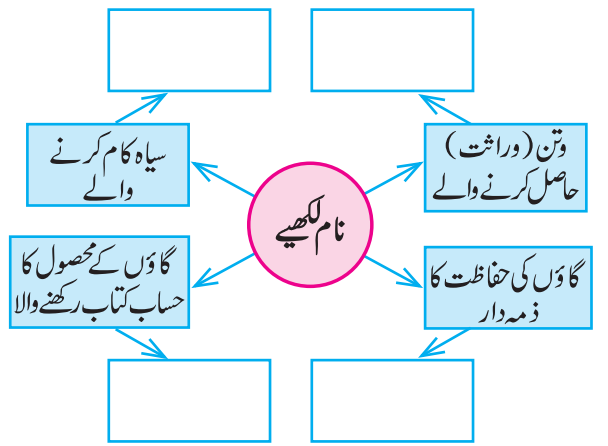 وتن (وراثت)
حاصل کرنے والے
سیاہ کام کرنے
والے
نام لکھیے
گاؤں کی حفاظت کا
ذمہ دار
گاؤں کے محصول کا
حساب کتاب رکھنے والا